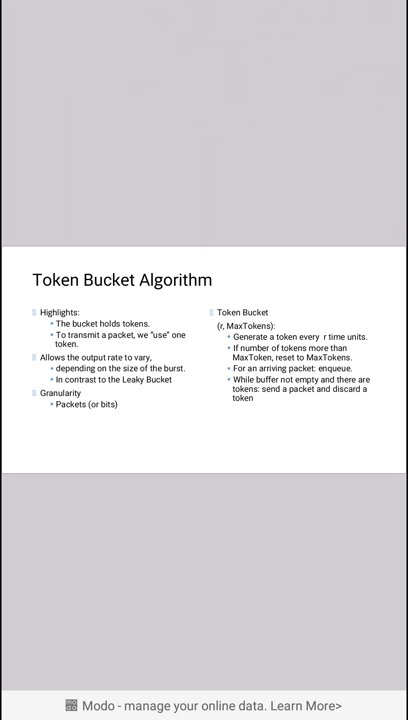 Token Bucket Algorithm
Highlights:
• The bucket holds tokens.
• To transmit a packet, we “use” one
token.
Allows the output rate to vary,
• depending on the size of the burst.
• In contrast to the Leaky Bucket
Granularity
• Packets (or bits)
Token Bucket
(r, MaxTokens):
• Generate a token every r time units.
• If number of tokens more than
MaxToken, reset to MaxTokens.
• For an arriving packet: enqueue.
• While buffer not empty and there are
tokens: send a packet and discard a
token
Modo - manage your online data. Learn More>